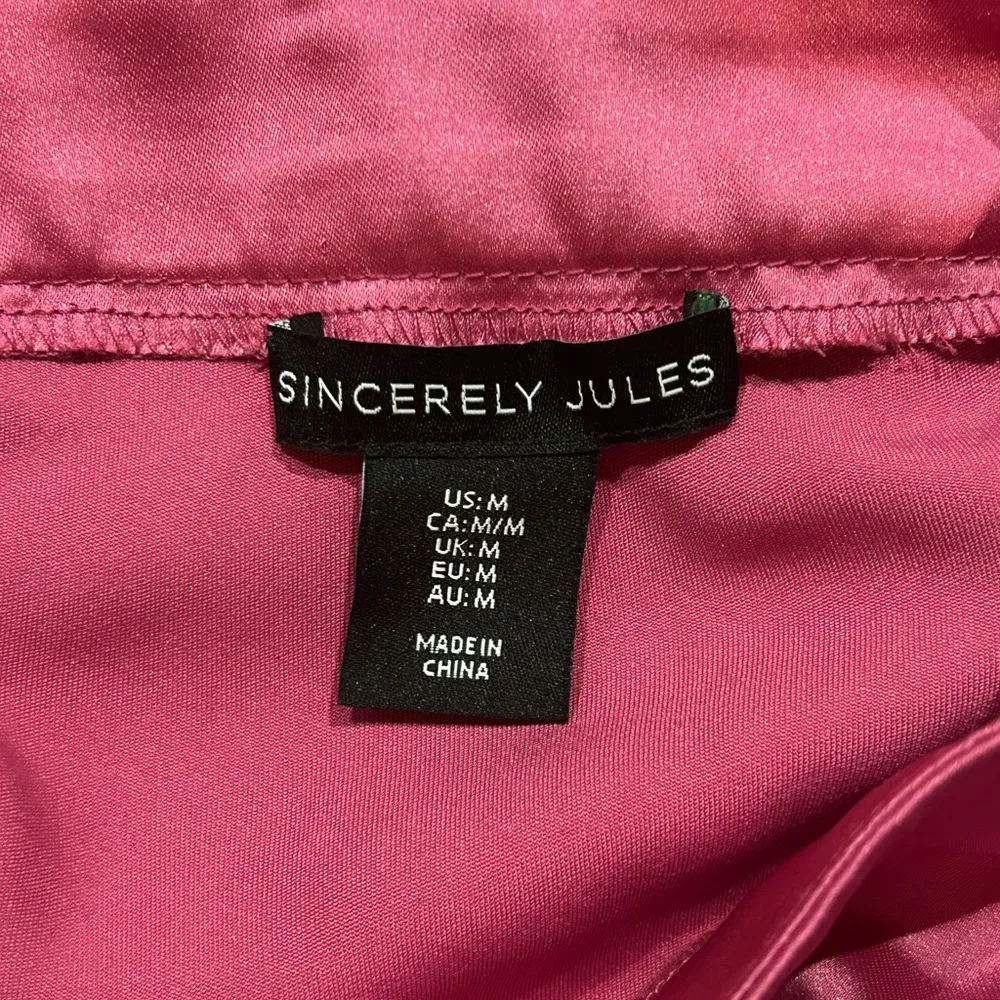 SINCERELY JULES
US: M
CA: M/M
UK: M
EU: M
AU: M
MADE IN
CHINA